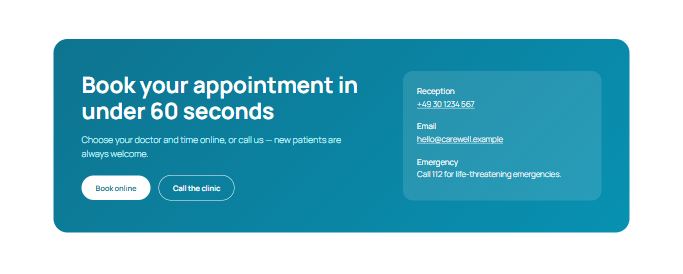 Book your appointment in
under 60 seconds
Choose your doctor and time online, or call us — new patients are
always welcome.
Book online
Call the clinic
Reception
+49 30 1234 567
Email
hello@carewell.example
Emergency
Call 112 for life-threatening emergencies.